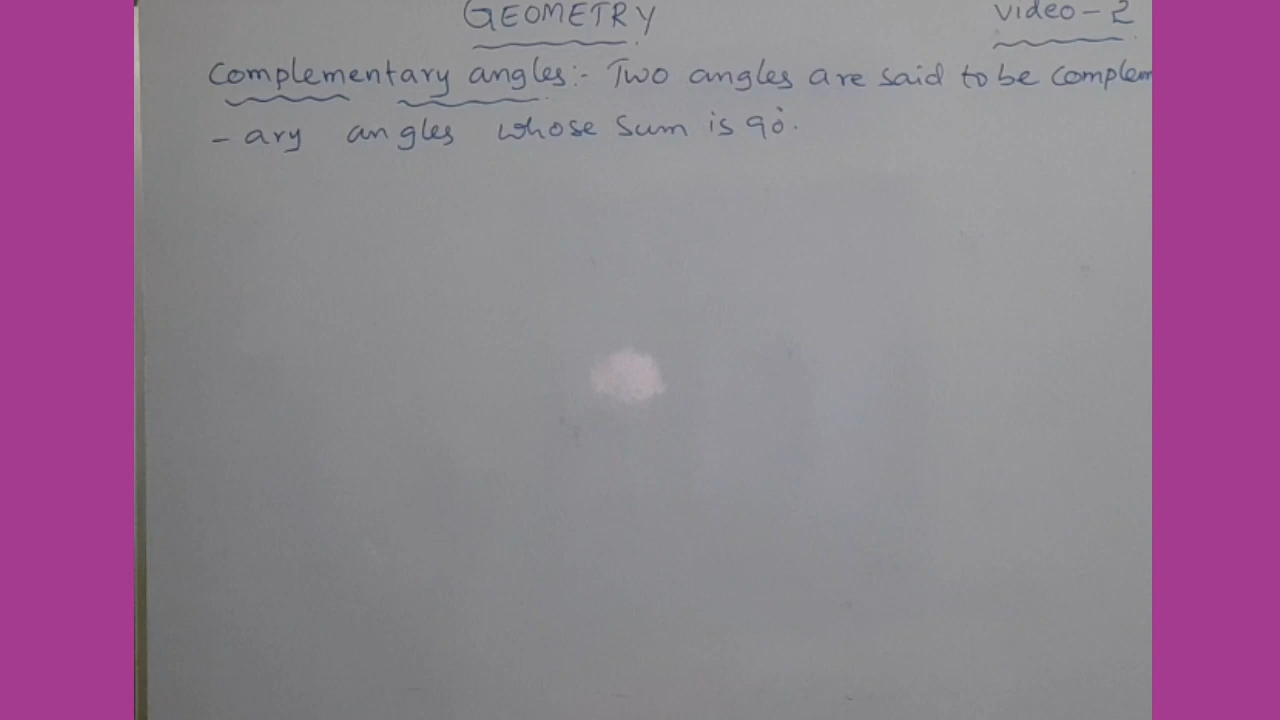 GEOMETRY video - 2
Complementary angles:- Two angles are said to be complem
- ary angles whose sum is 90°.